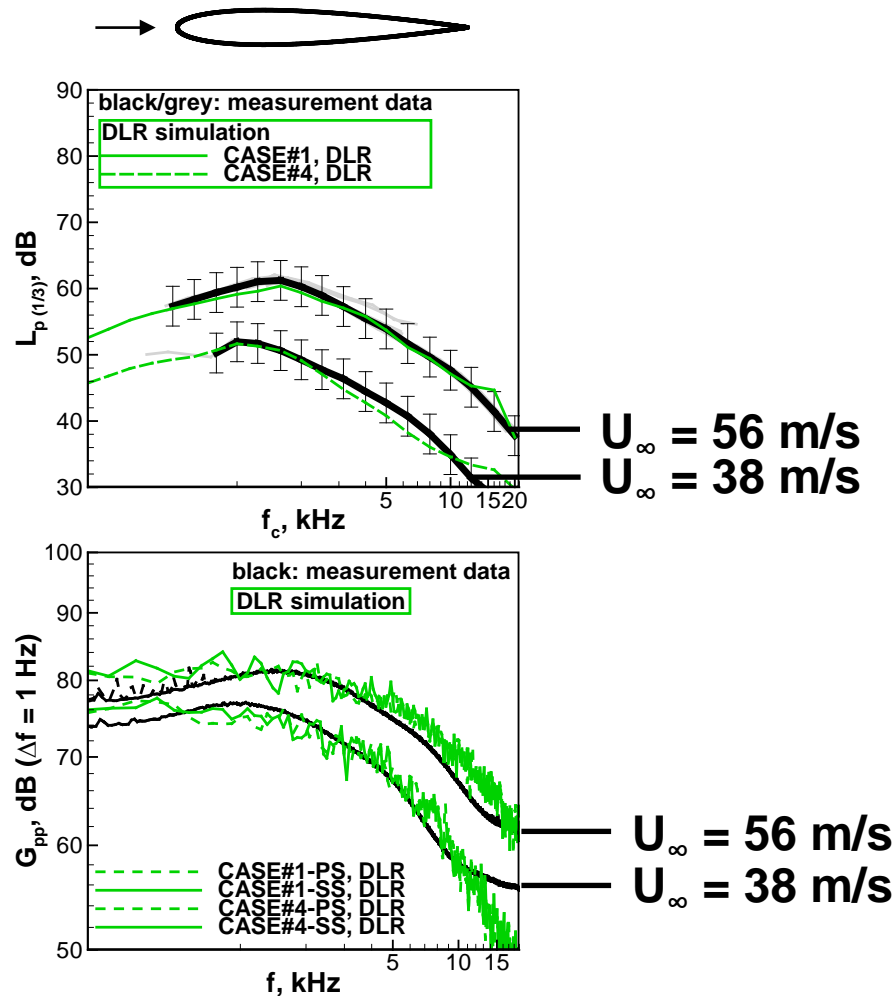 90
black/grey: measurement data
DLR simulation
CASE#1, DLR
CASE#4, DLR
80
70
60
50
40
30
L p (1/3), dB
5 10 15 20
f c, kHz
U∞ = 56 m/s
U∞ = 38 m/s
100
black: measurement data
DLR simulation
90
80
70
60
50
G pp, dB (Δf = 1 Hz)
CASE#1-PS, DLR
CASE#1-SS, DLR
CASE#4-PS, DLR
CASE#4-SS, DLR
5 10 15
f, kHz
U∞ = 56 m/s
U∞ = 38 m/s